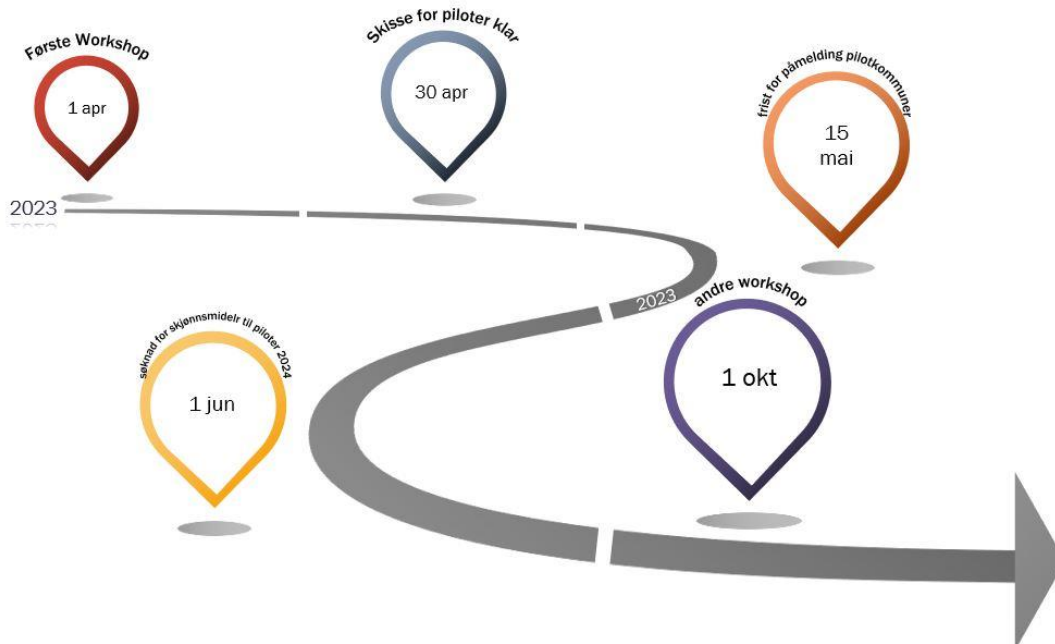 Første Workshop
1 apr
Skisse for piloter klar
30 apr
frist for påmelding pilotkommuner
15
mai
2023
2023
søknad for skjønnsmidelr til piloter 2024
1 jun
andre workshop
1 okt